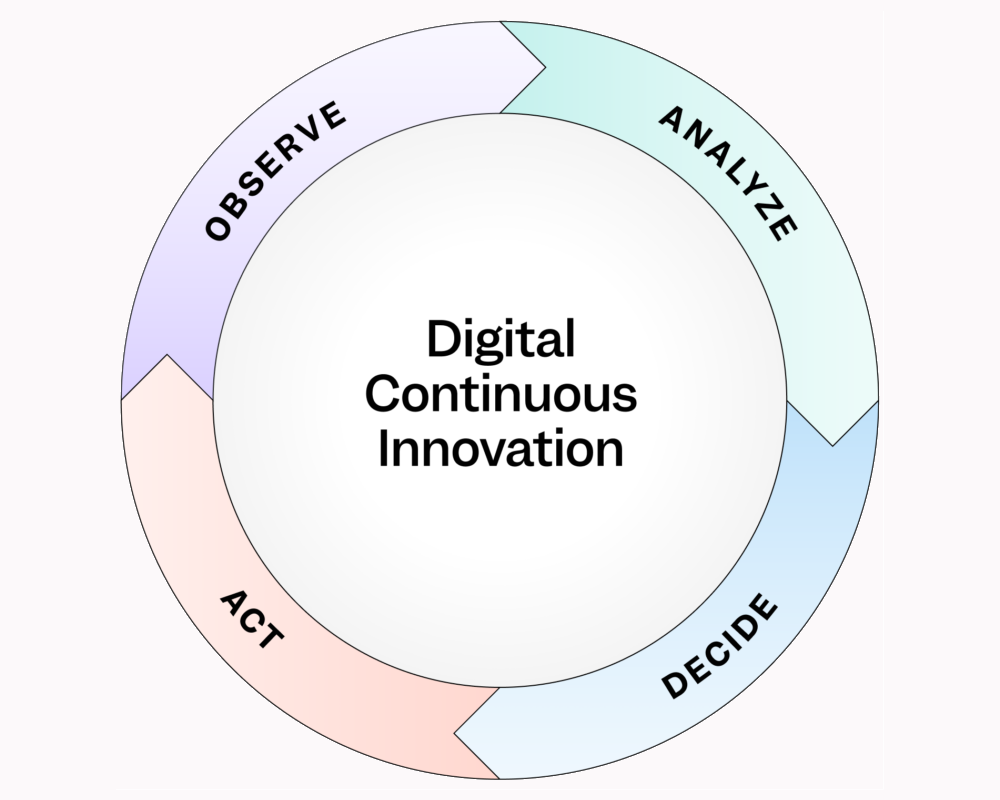 OBSERVE
ANALYZE
Digital
Continuous
Innovation
ACT
DECIDE